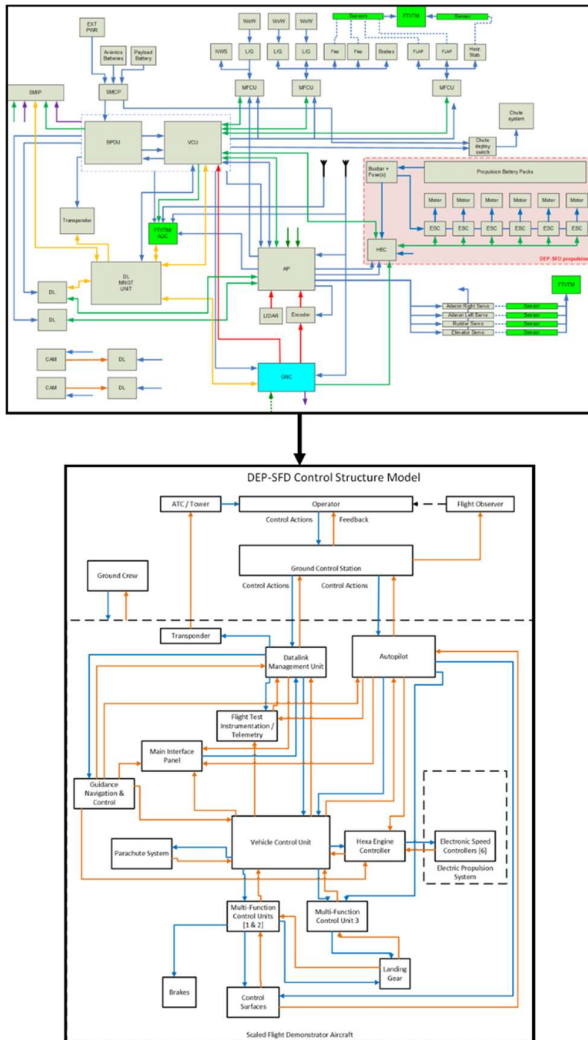 EXT
PWR
Avionics
Batteries
Payload
Battery
SMCP
SMIP
BPDU
VCU
WoW
WoW
WoW
NWS
L/G
L/G
L/G
Flap
Flap
Brakes
FLAP
FLAP
Horiz.
Stab.
Sensors
FTI/TM
Sensor
MFCU
MFCU
MFCU
Chute
system
Chute
deploy
switch
Busbar +
Fuse(s)
Propulsion Battery Packs
Motor
Motor
Motor
Motor
Motor
Motor
ESC
ESC
ESC
ESC
ESC
ESC
HEC
DEP-SFD propulsion
Transponder
FTI/TM
ADC
DL
MNGT
UNIT
AP
DL
DL
LIDAR
Encoder
GNC
CAM
DL
CAM
DL
FTI/TM
Aileron Right Servo
Sensor
Aileron Left Servo
Sensor
Rudder Servo
Sensor
Elevator Servo
Sensor
DEP-SFD Control Structure Model
ATC / Tower
Operator
Flight Observer
Control Actions
Feedback
Ground Control Station
Ground Crew
Control Actions
Control Actions
Transponder
Datalink
Management Unit
Autopilot
Flight Test
Instrumentation /
Telemetry
Main Interface
Panel
Guidance
Navigation &
Control
Vehicle Control Unit
Hexa Engine
Controller
Electronic Speed
Controllers [6]
Electric Propulsion
System
Parachute System
Multi-Function
Control Units
[1 & 2]
Multi-Function
Control Unit 3
Landing
Gear
Brakes
Control
Surfaces
Scaled Flight Demonstrator Aircraft